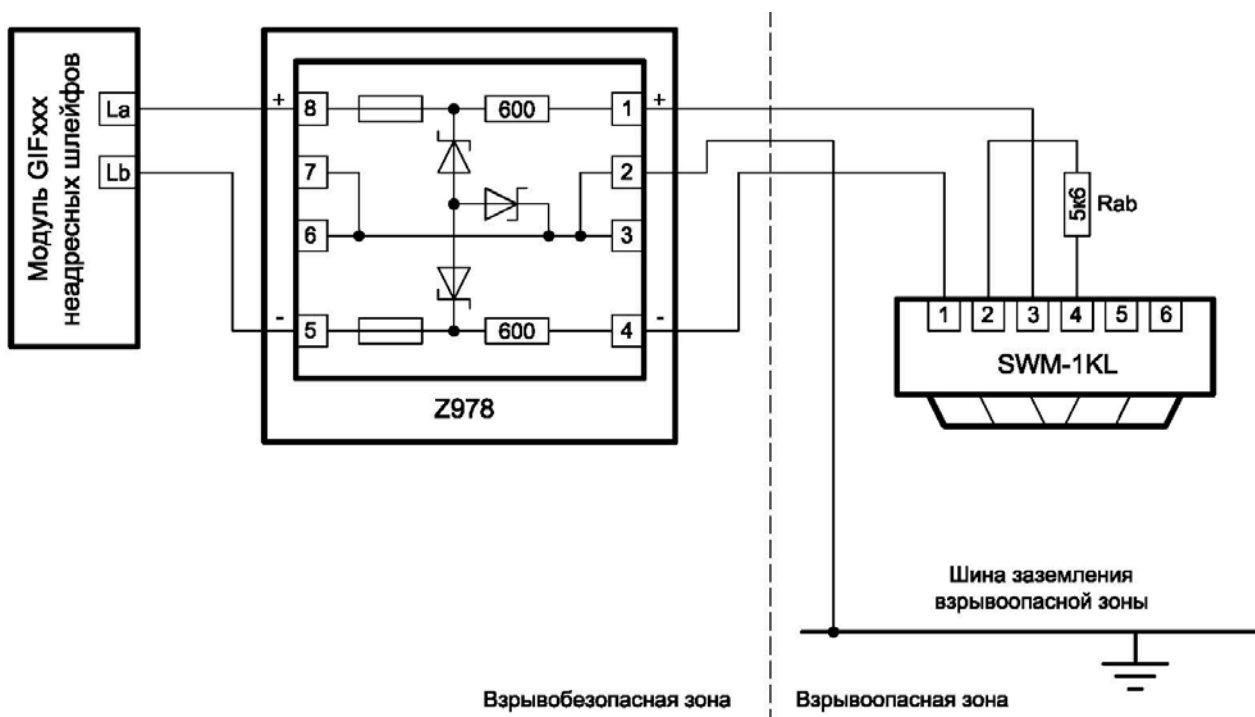 Модуль GIFxxx
неадресных шлейфов
La
Lb
+
-
8
7
6
5
600
600
1
2
3
4
+
-
Z978
5к6
Rab
1 2 3 4 5 6
SWM-1KL
Шина заземления
взрывоопасной зоны
Взрывобезопасная зона
Взрывоопасная зона